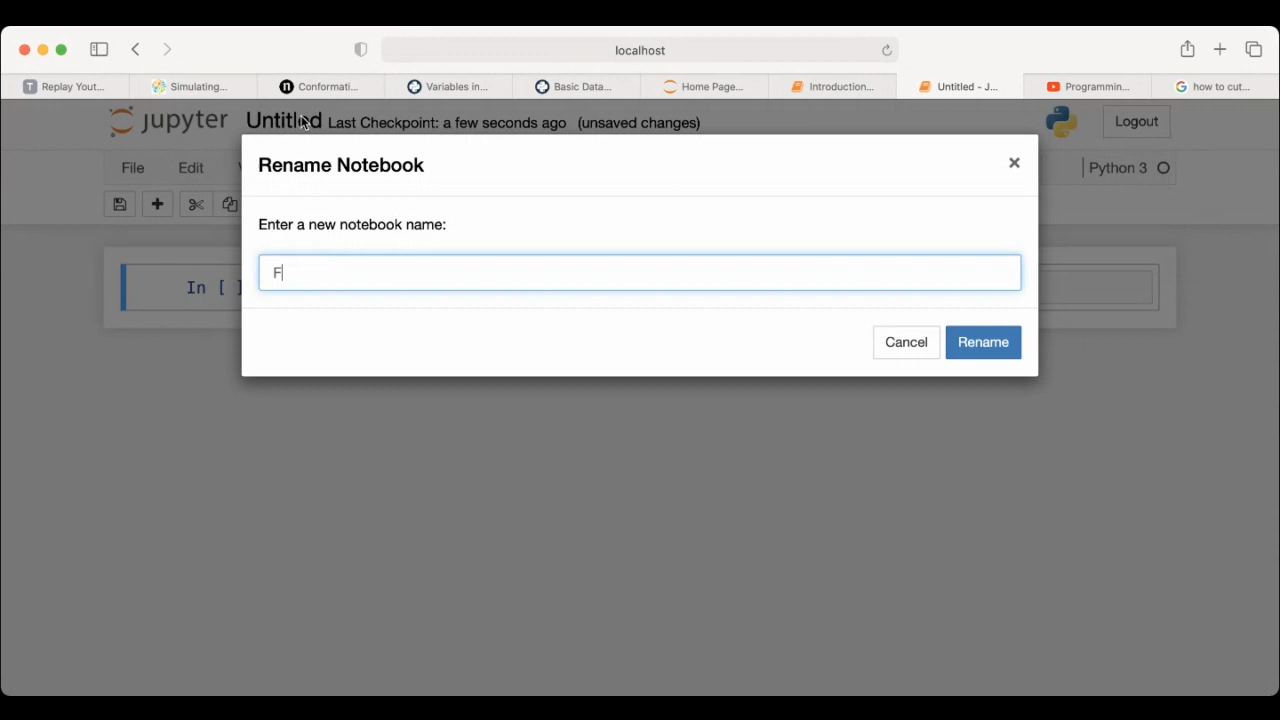 localhost
Replay Yout...
Simulating...
Conformati...
Variables in...
Basic Data...
Home Page...
Introduction...
Untitled - J...
Programmin...
how to cut...
jupyter Untitled Last Checkpoint: a few seconds ago (unsaved changes)
Logout
File Edit
Python 3
Rename Notebook
Enter a new notebook name:
F
Cancel Rename
In [ ]